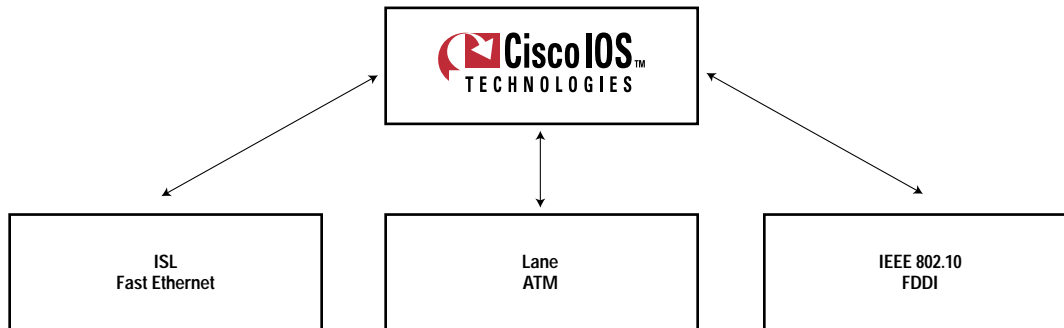 Cisco IOS™
TECHNOLOGIES
ISL
Fast Ethernet
Lane
ATM
IEEE 802.10
FDDI